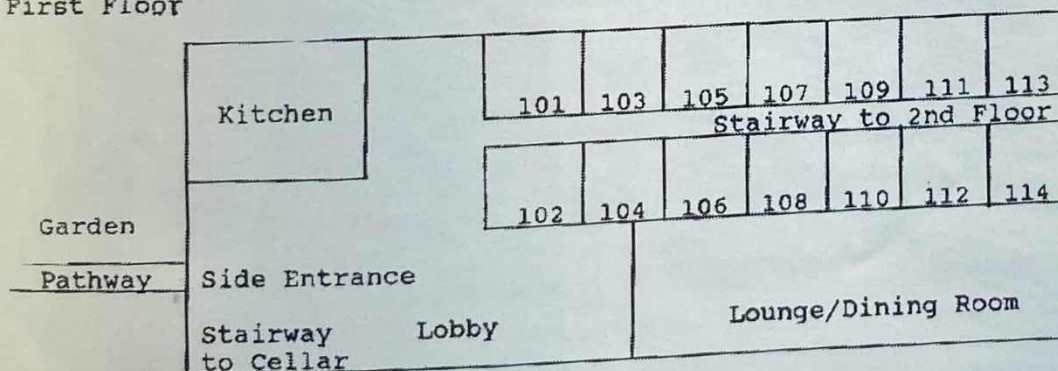 First Floor
Kitchen
101 103 105 107 109 111 113
Stairway to 2nd Floor
102 104 106 108 110 112 114
Garden
Pathway
Side Entrance
Lounge/Dining Room
Stairway
to Cellar
Lobby